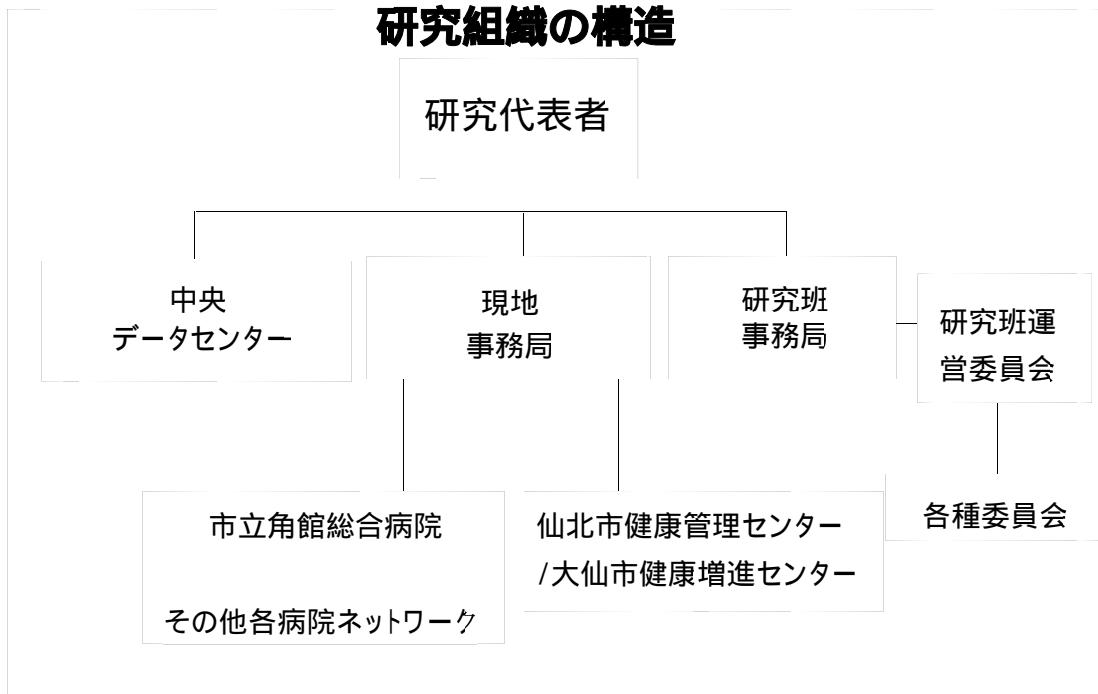 研究組織の構造
研究代表者
中央
データセンター
現地
事務局
研究班
事務局
研究班運
営委員会
市立角館総合病院
その他各病院ネットワーク
仙北市健康管理センター
/大仙市健康増進センター
各種委員会